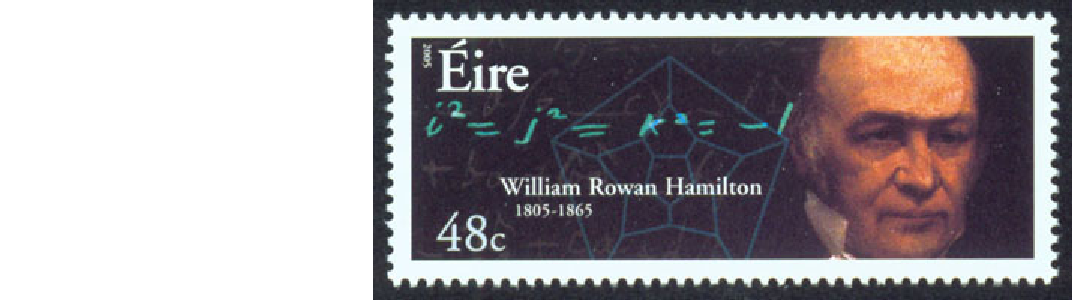 2005
Éire
i² = j² = k² = -1
William Rowan Hamilton
1805-1865
48c